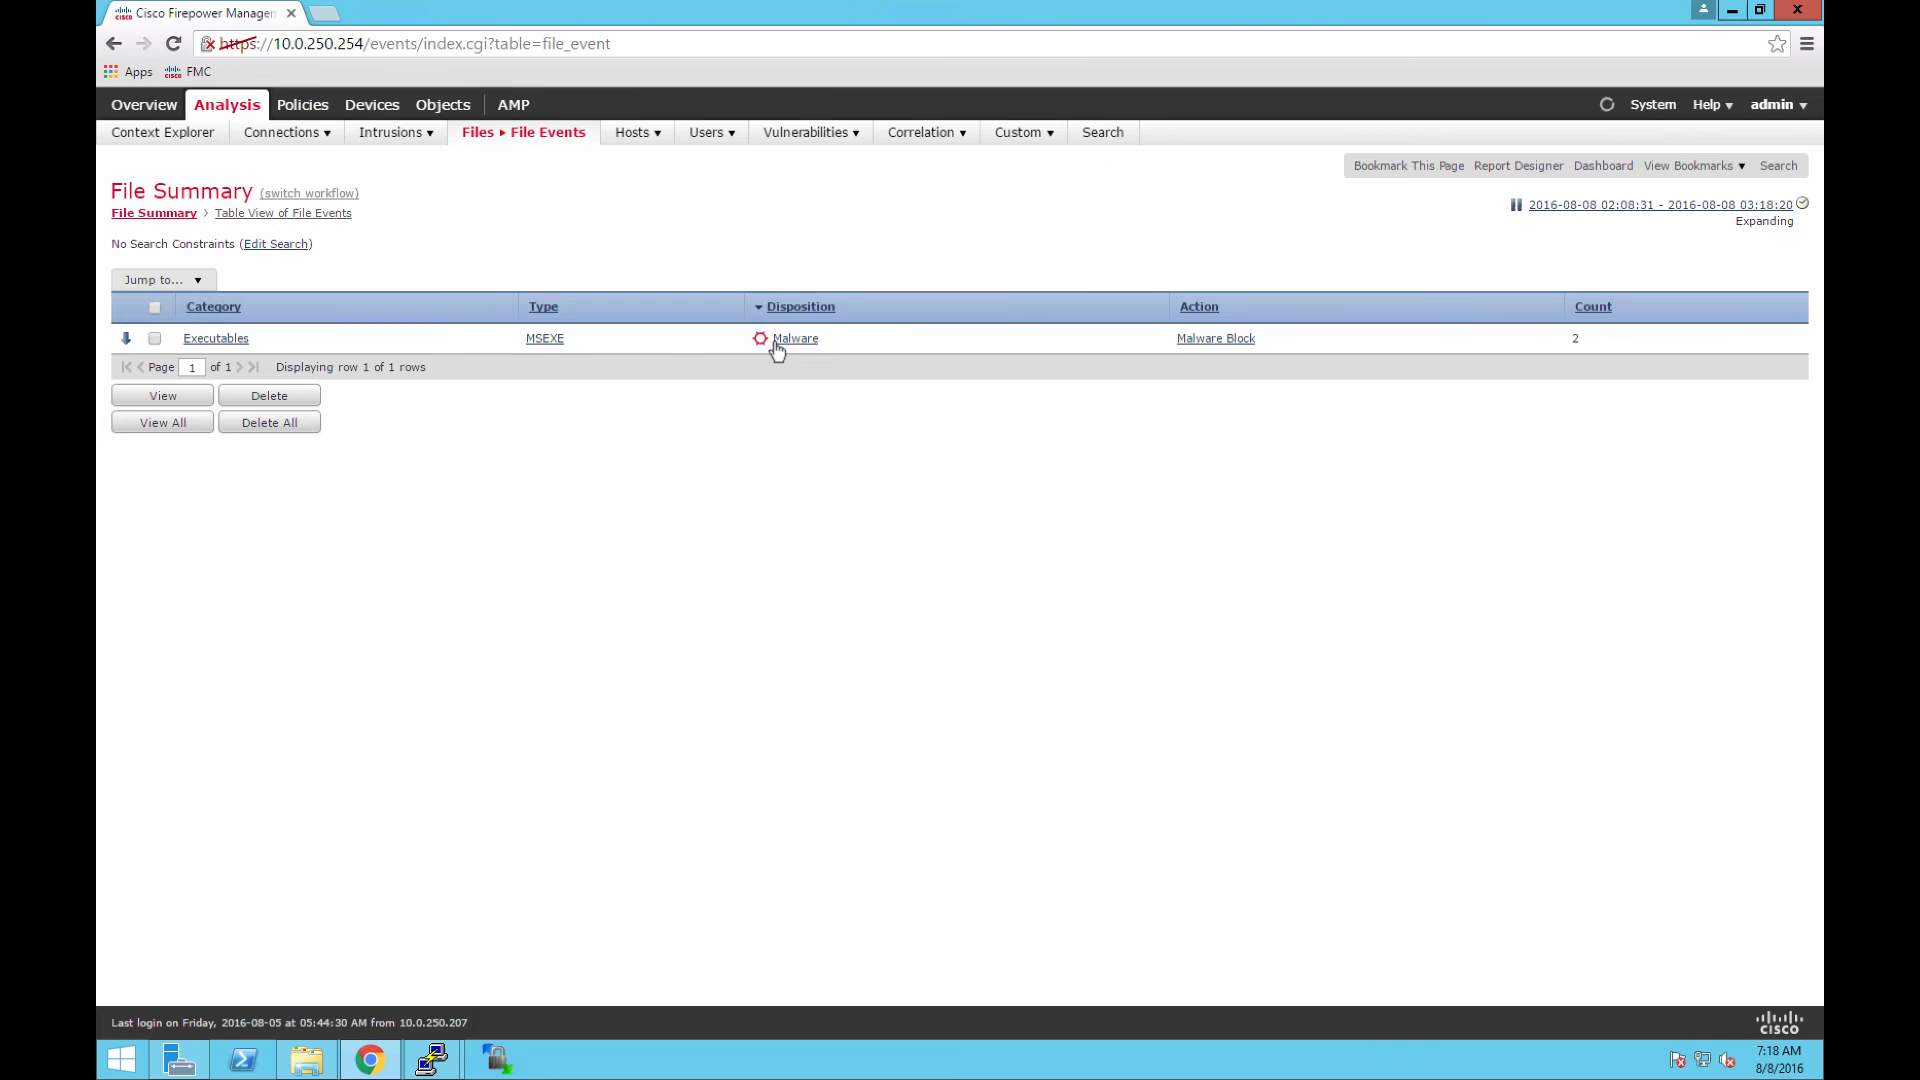 Cisco Firepower Managem
https://10.0.250.254/events/index.cgi?table=file_event
Apps FMC
Overview Analysis Policies Devices Objects AMP System Help admin
Context Explorer Connections Intrusions Files File Events Hosts Users Vulnerabilities Correlation Custom Search
Bookmark This Page Report Designer Dashboard View Bookmarks Search
File Summary (switch workflow)
2016-08-08 02:08:31 - 2016-08-08 03:18:20
File Summary > Table View of File Events
Expanding
No Search Constraints (Edit Search)
Jump to...
Category Type Disposition Action Count
Executables MSEXE Malware Malware Block 2
Page 1 of 1 Displaying row 1 of 1 rows
View Delete
View All Delete All
Last login on Friday, 2016-08-05 at 05:44:30 AM from 10.0.250.207
CISCO
7:18 AM
8/8/2016